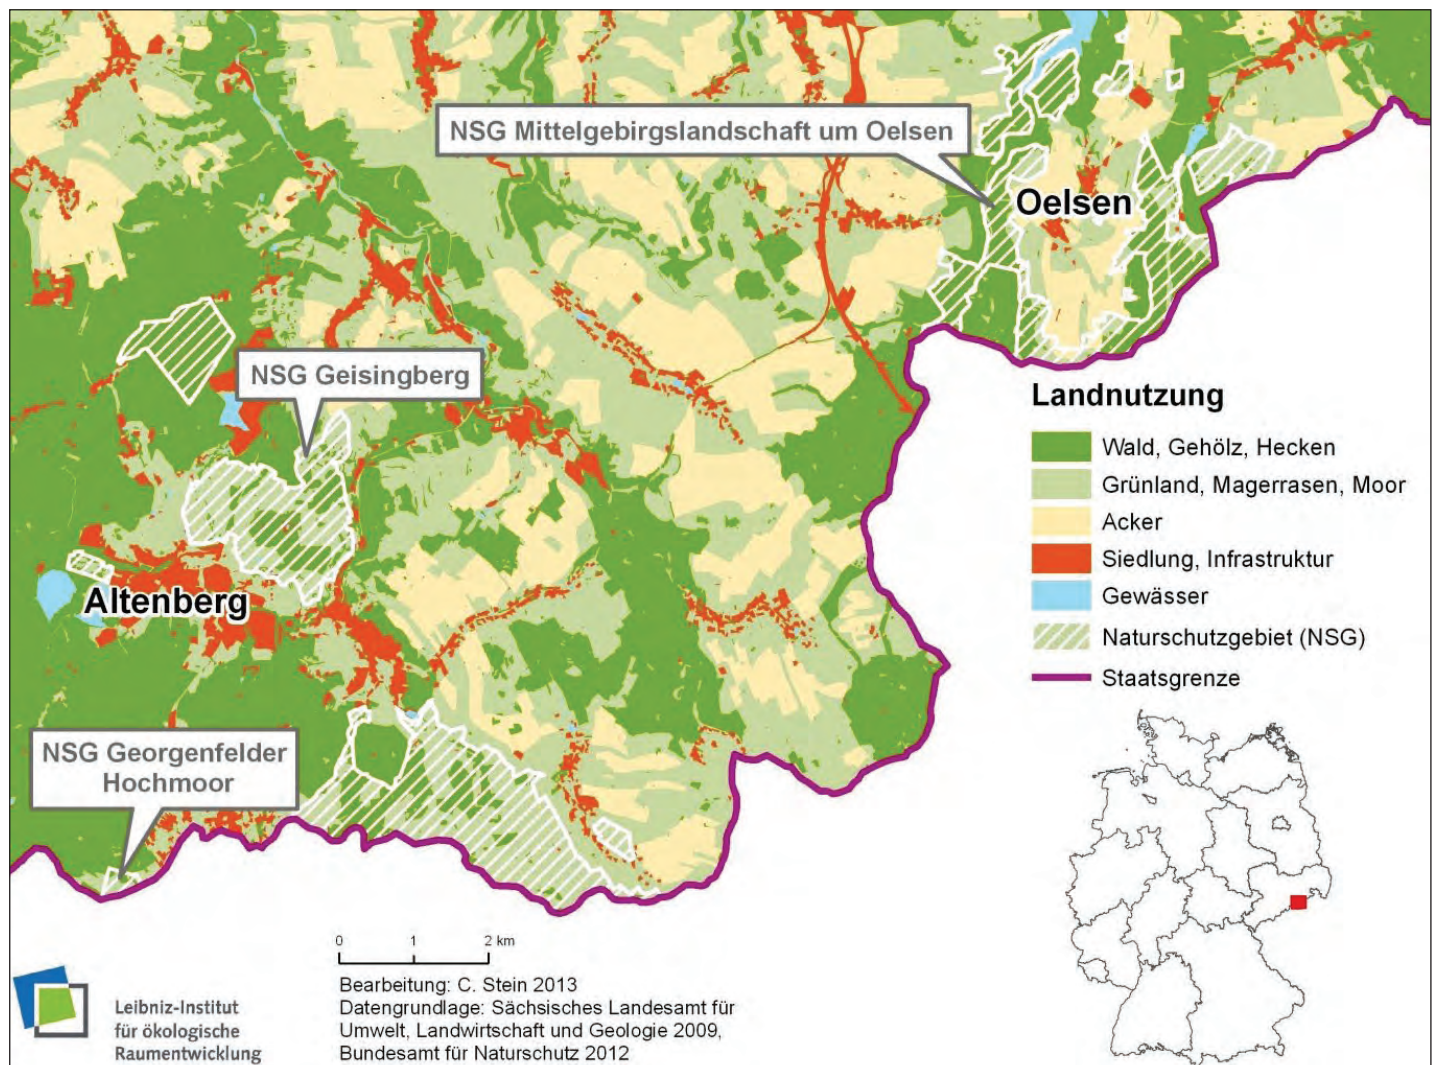 NSG Mittelgebirgslandschaft um Oelsen
Oelsen
NSG Geisingberg
Altenberg
NSG Georgenfelder
Hochmoor
Landnutzung
Wald, Gehölz, Hecken
Grünland, Magerrasen, Moor
Acker
Siedlung, Infrastruktur
Gewässer
Naturschutzgebiet (NSG)
Staatsgrenze
0 1 2 km
Bearbeitung: C. Stein 2013
Datengrundlage: Sächsisches Landesamt für
Umwelt, Landwirtschaft und Geologie 2009,
Bundesamt für Naturschutz 2012
Leibniz-Institut
für ökologische
Raumentwicklung